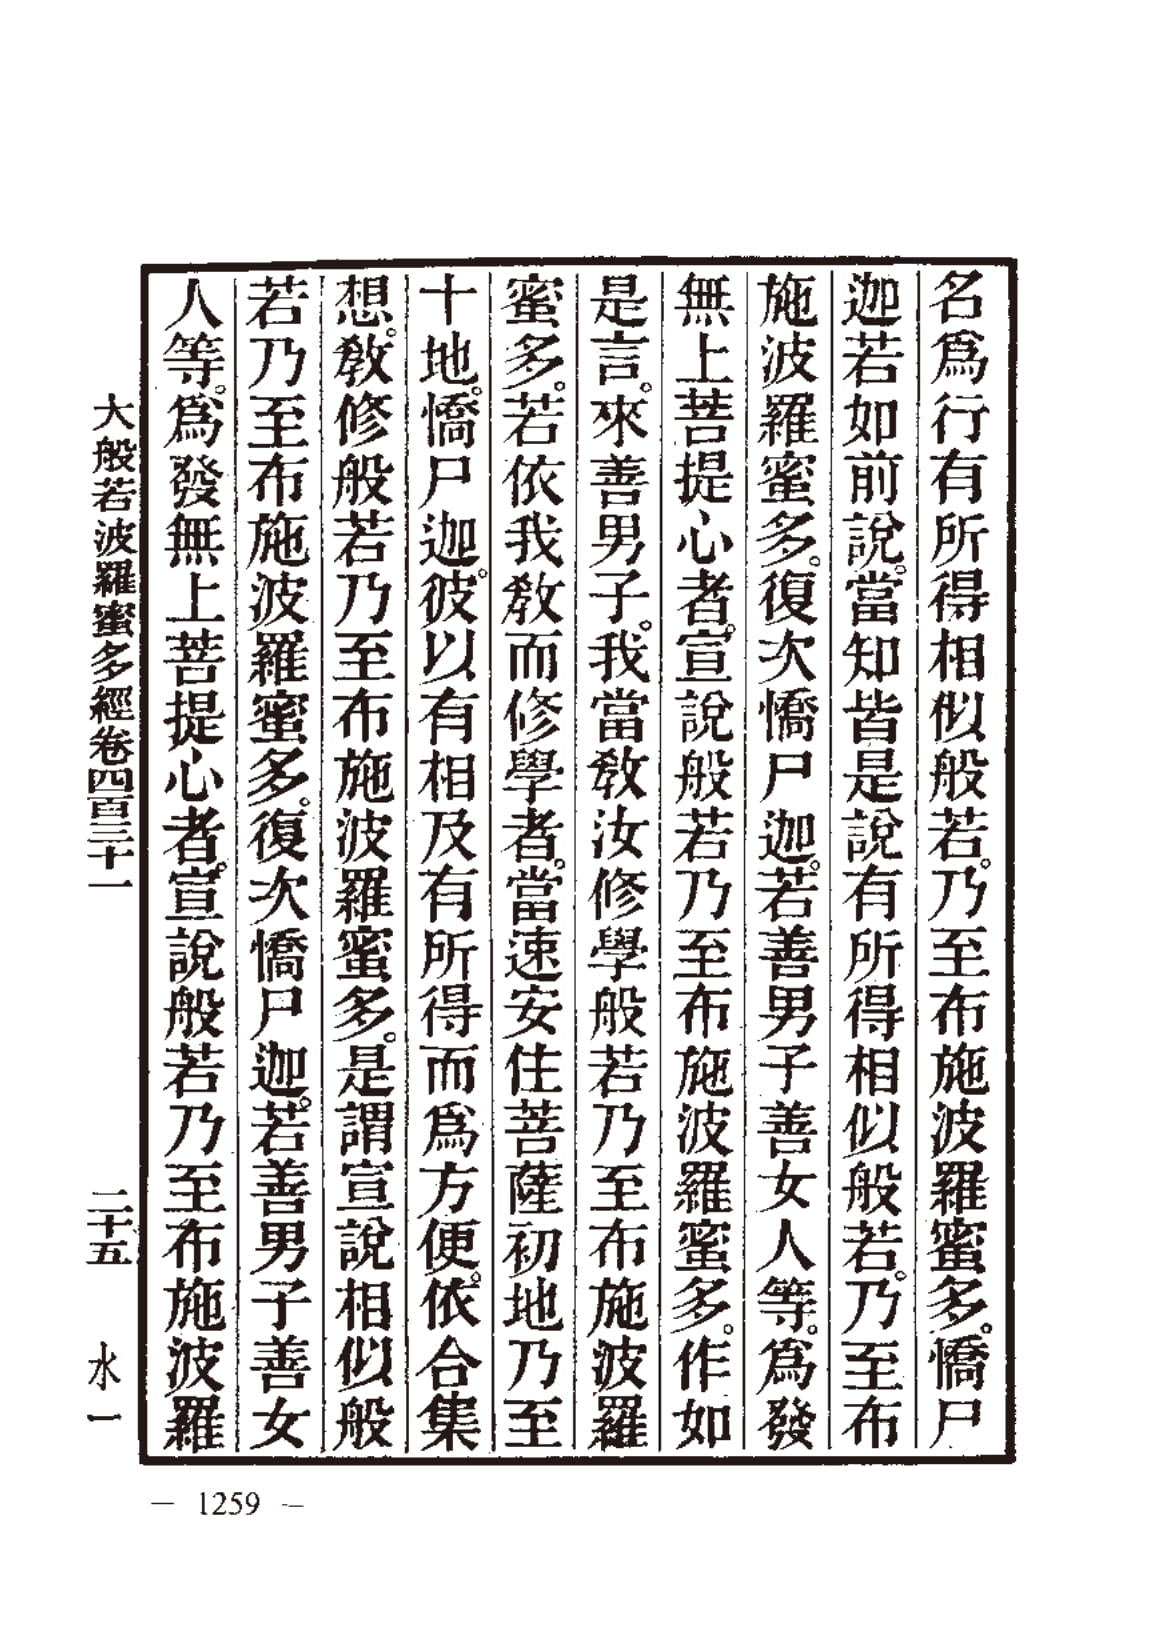 名爲行有所得相似般若。乃至布施波羅蜜多。憍尸
迦若如前說。當知皆是說有所得相似般若。乃至布
施波羅蜜多。復次憍尸迦。若善男子善女人等。爲發
無上菩提心者。宣說般若乃至布施波羅蜜多。作如
是言。來善男子。我當教汝修學般若乃至布施波羅
蜜多。若依我教而修學者。當速安住菩薩初地乃至
十地。憍尸迦。彼以有相及有所得而爲方便。依合集
想。教修般若乃至布施波羅蜜多。是謂宣說相似般
若乃至布施波羅蜜多。復次憍尸迦。若善男子善女
人等。爲發無上菩提心者。宣說般若乃至布施波羅
大般若波羅蜜多經卷四百三十一 二十五 水一
— 1259 —